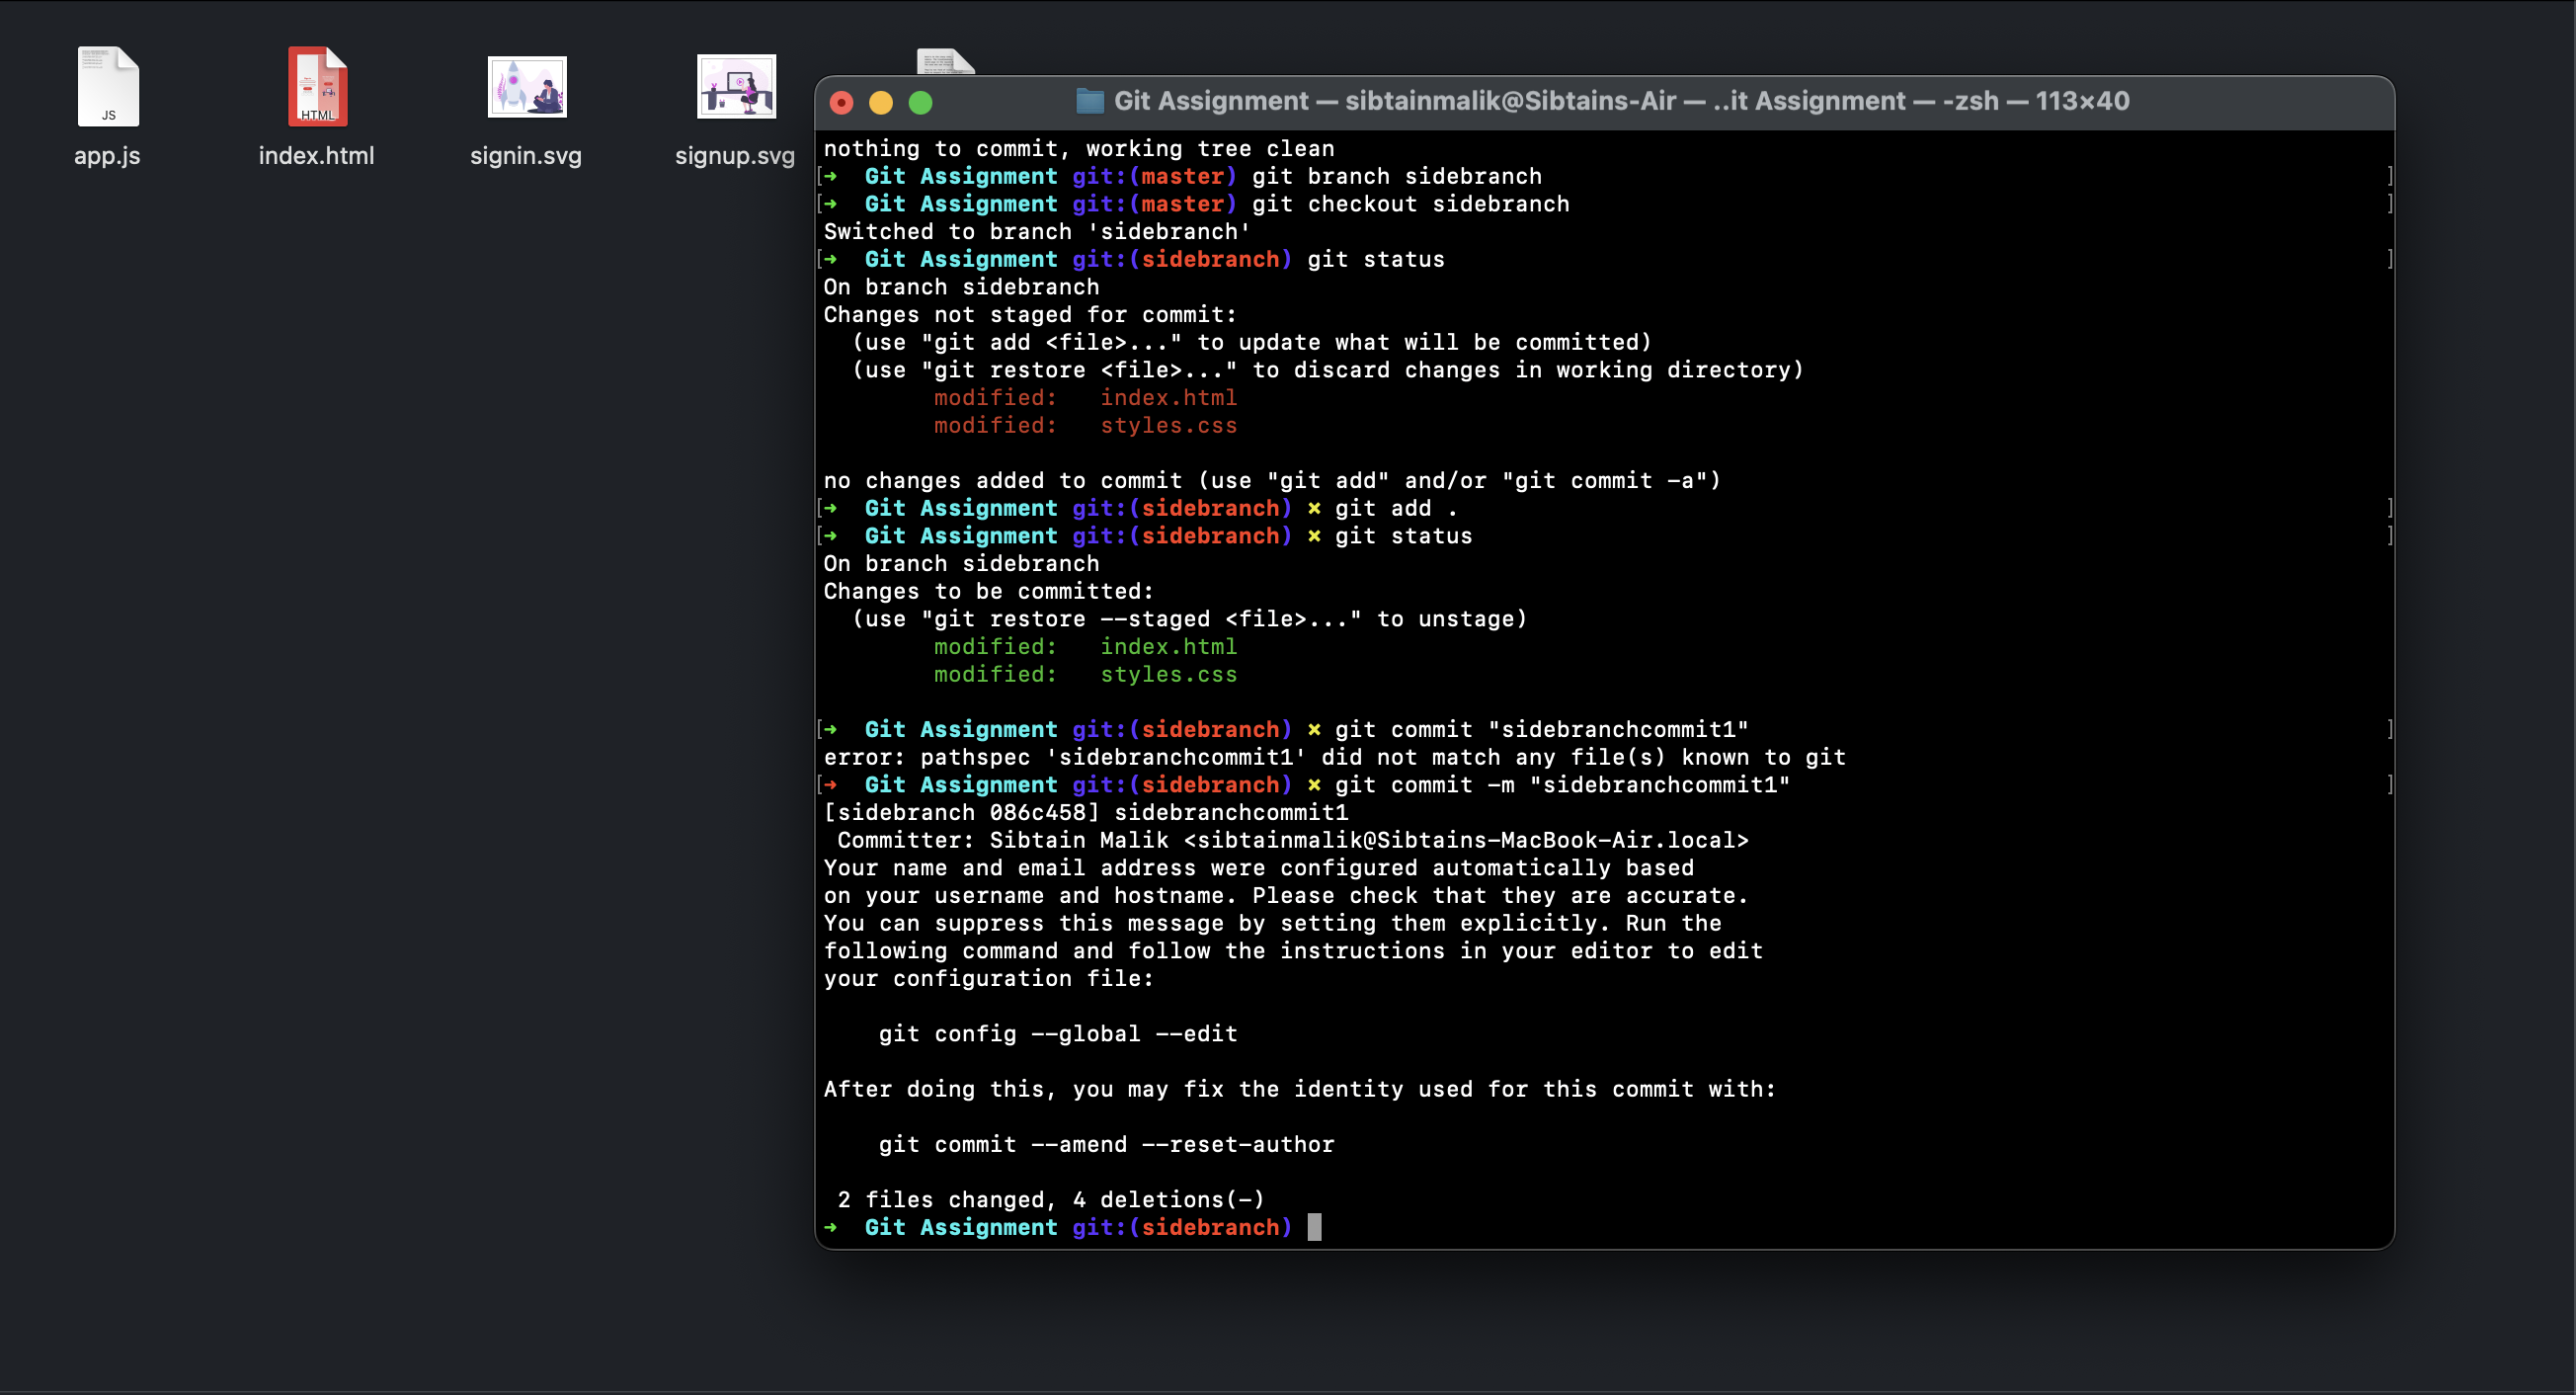 JS
app.js
HTML
index.html
signin.svg
signup.svg
Git Assignment — sibtainmalik@Sibtains-Air — ..it Assignment — -zsh — 113×40
nothing to commit, working tree clean
[➜  Git Assignment git:(master) git branch sidebranch ]
[➜  Git Assignment git:(master) git checkout sidebranch ]
Switched to branch 'sidebranch'
[➜  Git Assignment git:(sidebranch) git status ]
On branch sidebranch
Changes not staged for commit:
  (use "git add <file>..." to update what will be committed)
  (use "git restore <file>..." to discard changes in working directory)
        modified:   index.html
        modified:   styles.css
no changes added to commit (use "git add" and/or "git commit -a")
[➜  Git Assignment git:(sidebranch) ✗ git add . ]
[➜  Git Assignment git:(sidebranch) ✗ git status ]
On branch sidebranch
Changes to be committed:
  (use "git restore --staged <file>..." to unstage)
        modified:   index.html
        modified:   styles.css
[➜  Git Assignment git:(sidebranch) ✗ git commit "sidebranchcommit1" ]
error: pathspec 'sidebranchcommit1' did not match any file(s) known to git
[➜  Git Assignment git:(sidebranch) ✗ git commit -m "sidebranchcommit1" ]
[sidebranch 086c458] sidebranchcommit1
 Committer: Sibtain Malik <sibtainmalik@Sibtains-MacBook-Air.local>
Your name and email address were configured automatically based
on your username and hostname. Please check that they are accurate.
You can suppress this message by setting them explicitly. Run the
following command and follow the instructions in your editor to edit
your configuration file:
    git config --global --edit
After doing this, you may fix the identity used for this commit with:
    git commit --amend --reset-author
 2 files changed, 4 deletions(-)
➜  Git Assignment git:(sidebranch)